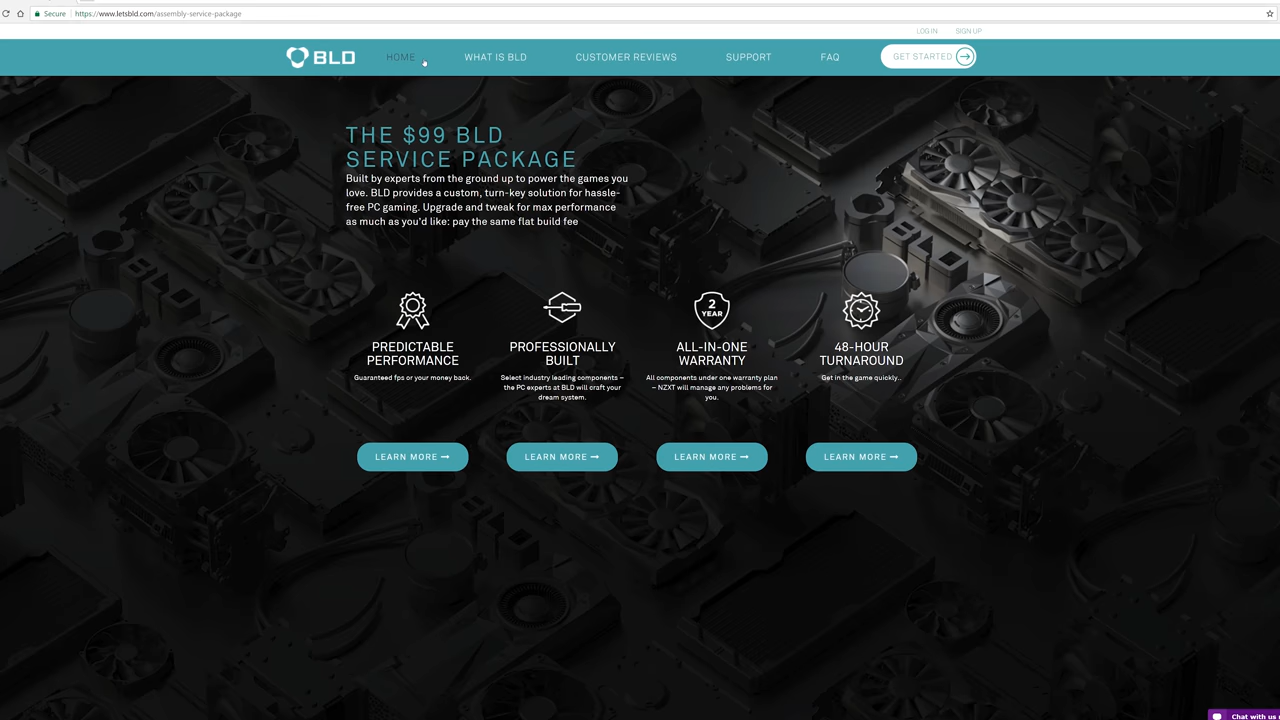 Secure https://www.letsbld.com/assembly-service-package
LOG IN SIGN UP
BLD HOME WHAT IS BLD CUSTOMER REVIEWS SUPPORT FAQ GET STARTED
THE $99 BLD
SERVICE PACKAGE
Built by experts from the ground up to power the games you
love. BLD provides a custom, turn-key solution for hassle-
free PC gaming. Upgrade and tweak for max performance
as much as you'd like: pay the same flat build fee
2
YEAR
PREDICTABLE
PERFORMANCE
Guaranteed fps or your money back.
PROFESSIONALLY
BUILT
Select industry leading components –
the PC experts at BLD will craft your
dream system.
ALL-IN-ONE
WARRANTY
All components under one warranty plan
– NZXT will manage any problems for
you.
48-HOUR
TURNAROUND
Get in the game quickly..
LEARN MORE LEARN MORE LEARN MORE LEARN MORE
Chat with us